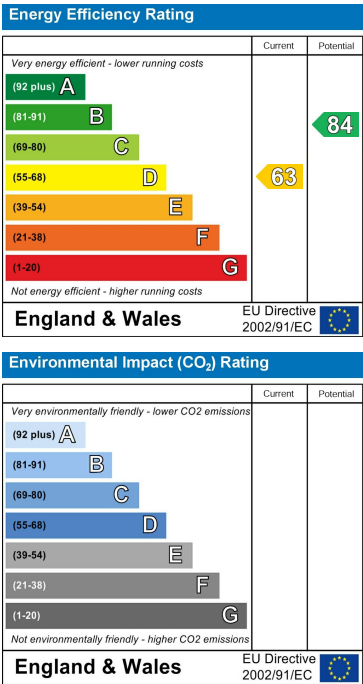 Energy Efficiency Rating
Current Potential
Very energy efficient - lower running costs
(92 plus) A
(81-91) B
84
(69-80) C
(55-68) D
63
(39-54) E
(21-38) F
(1-20) G
Not energy efficient - higher running costs
England & Wales
EU Directive
2002/91/EC
Environmental Impact (CO₂) Rating
Current Potential
Very environmentally friendly - lower CO2 emissions
(92 plus) A
(81-91) B
(69-80) C
(55-68) D
(39-54) E
(21-38) F
(1-20) G
Not environmentally friendly - higher CO2 emissions
England & Wales
EU Directive
2002/91/EC